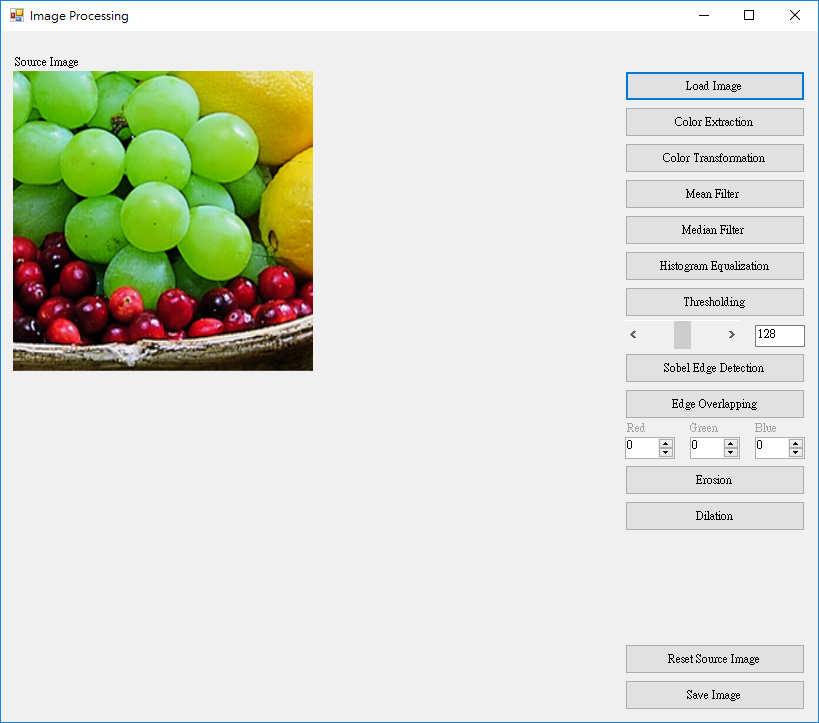 Image Processing
Source Image
Load Image
Color Extraction
Color Transformation
Mean Filter
Median Filter
Histogram Equalization
Thresholding
128
Sobel Edge Detection
Edge Overlapping
Red Green Blue
0 0 0
Erosion
Dilation
Reset Source Image
Save Image